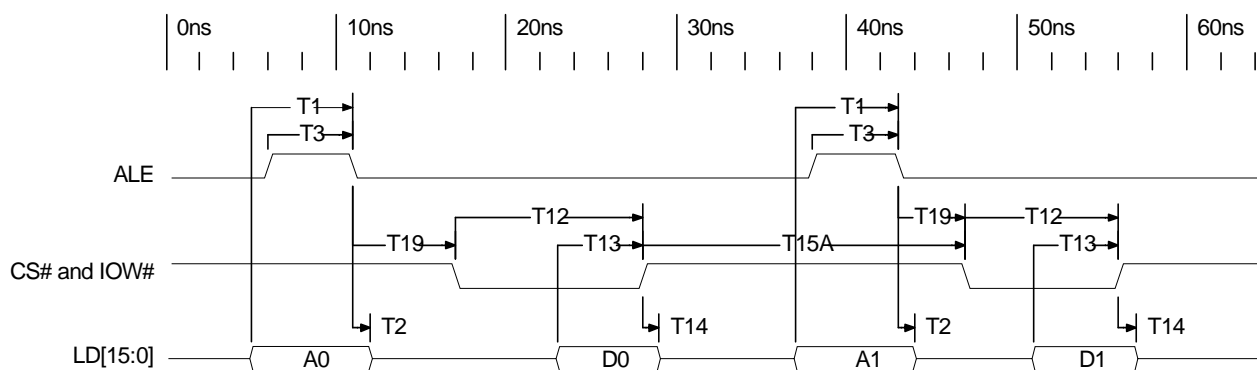 0ns 10ns 20ns 30ns 40ns 50ns 60ns
T1 T1
T3 T3
ALE
T12 T19 T12
T19 T13 T15A T13
CS# and IOW#
T2 T14 T2 T14
LD[15:0] A0 D0 A1 D1